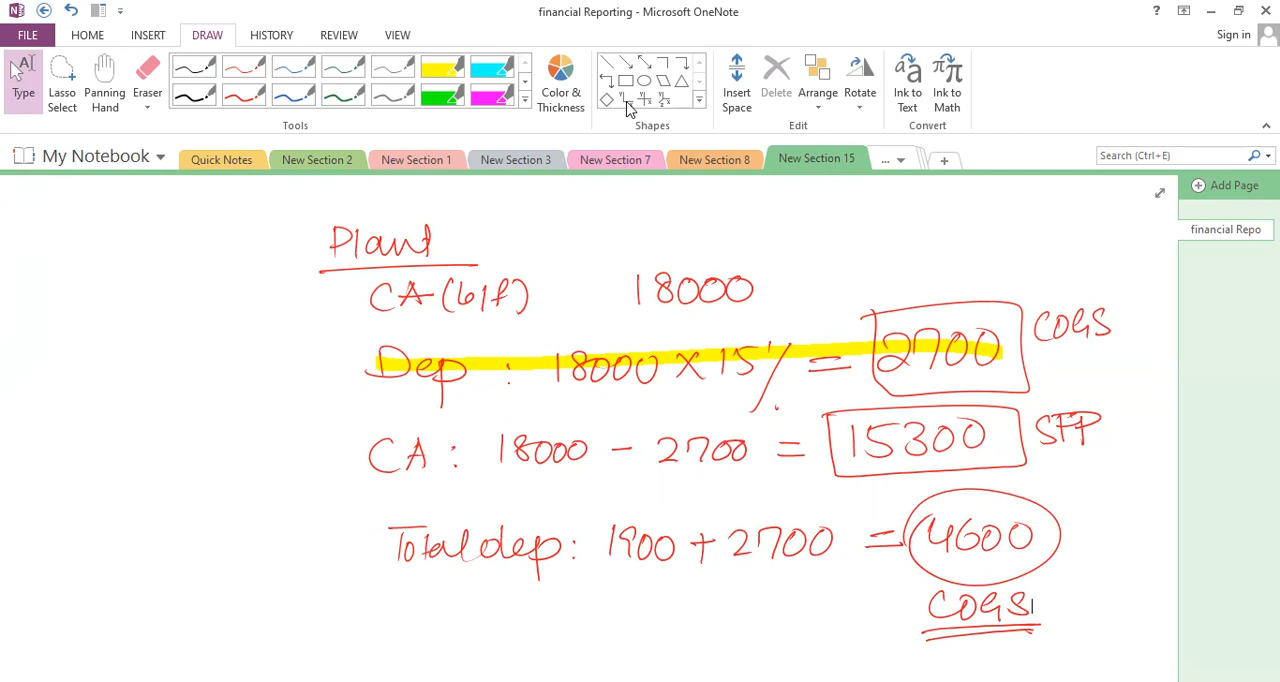 financial Reporting - Microsoft OneNote
?
FILE HOME INSERT DRAW HISTORY REVIEW VIEW
Sign in
Type
Lasso Select
Panning Hand
Eraser
Color & Thickness
Insert Space
Delete
Arrange
Rotate
Ink to Text
Ink to Math
Tools
Shapes
Edit
Convert
My Notebook
Quick Notes
New Section 2
New Section 1
New Section 3
New Section 7
New Section 8
New Section 15
...
Search (Ctrl+E)
Add Page
financial Repo
Plant
CA (b/f) 18000
Dep : 18000 × 15% = 2700 COGS
CA : 18000 - 2700 = 15300 SFP
Total dep : 1900 + 2700 = 4600
COGS